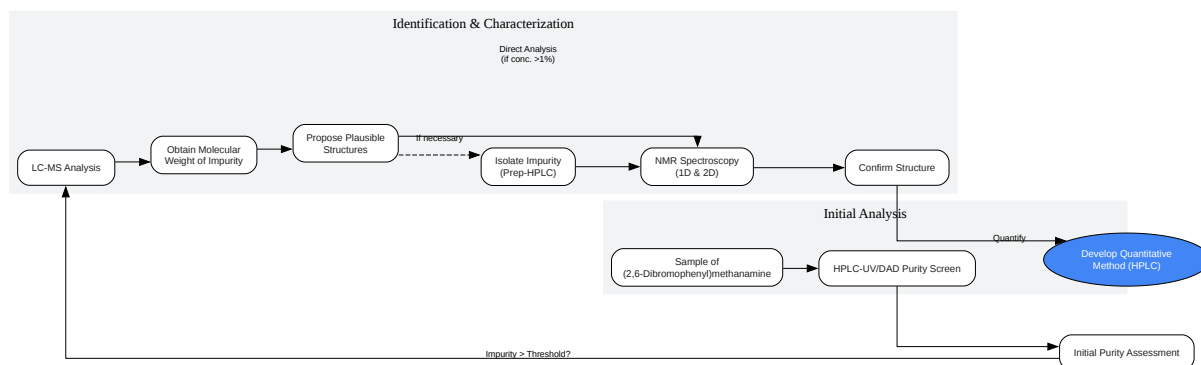 Identification & Characterization
Direct Analysis
(if conc. >1%)
Propose Plausible
Structures
If necessary
Obtain Molecular
Weight of Impurity
LC-MS Analysis
Isolate Impurity
(Prep-HPLC)
NMR Spectroscopy
(1D & 2D)
Confirm Structure
Initial Analysis
Quantify
Sample of
(2,6-Dibromophenyl)methanamine
HPLC-UV/DAD Purity Screen
Develop Quantitative
Method (HPLC)
Impurity > Threshold?
Initial Purity Assessment